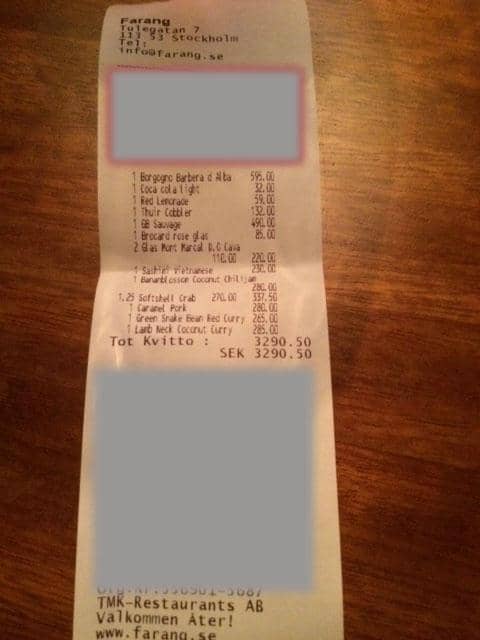 Farang
Tulegatan 7
113 53 Stockholm
Tel:
info@farang.se
1 Borgogno Barbera d Alba 595.00
1 Coca cola light 32.00
1 Red Lemonade 59.00
1 Thuir Cobbler 132.00
1 GB Sauvage 490.00
1 Brocard rose glas 85.00
2 Glas Mont Marcal D.O Cava
110.00 220.00
1 Sashimi Vietnamese 230.00
1 Bananblosson Coconut Chilijam
280.00
1.25 Softshell Crab 270.00 337.50
1 Caramel Pork 280.00
1 Green Snake Bean Red Curry 265.00
1 Lamb Neck Coconut Curry 285.00
Tot Kvitto : 3290.50
SEK 3290.50
TMK-Restaurants AB
Valkommen Ater!
www.farang.se